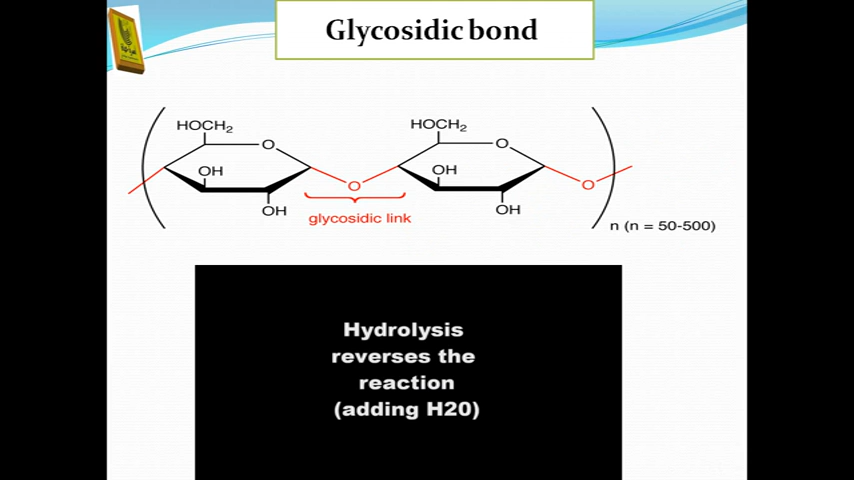 Glycosidic bond
HOCH2
HOCH2
O
O
OH
OH
O
O
OH
OH
glycosidic link
n (n = 50-500)
Hydrolysis
reverses the
reaction
(adding H20)